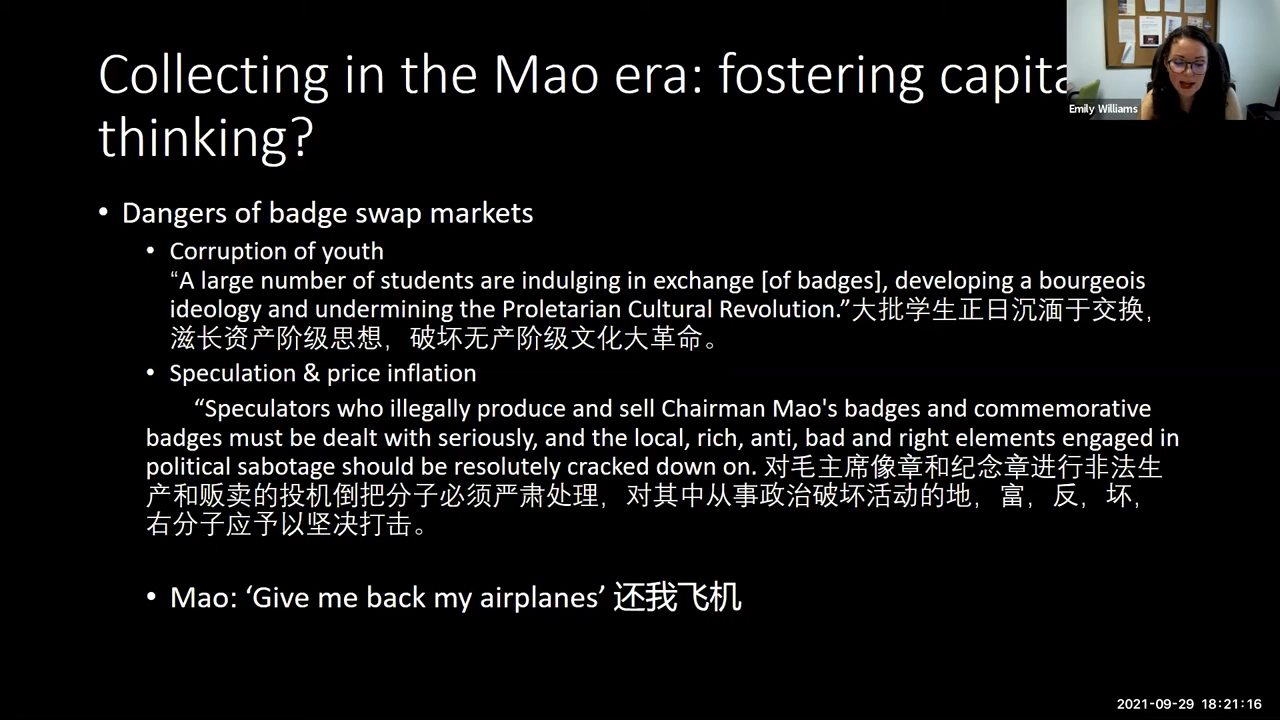 Collecting in the Mao era: fostering capita
thinking?
Emily Williams
• Dangers of badge swap markets
• Corruption of youth
“A large number of students are indulging in exchange [of badges], developing a bourgeois
ideology and undermining the Proletarian Cultural Revolution.”大批学生正日沉湎于交换,
滋长资产阶级思想, 破坏无产阶级文化大革命。
• Speculation & price inflation
“Speculators who illegally produce and sell Chairman Mao's badges and commemorative
badges must be dealt with seriously, and the local, rich, anti, bad and right elements engaged in
political sabotage should be resolutely cracked down on. 对毛主席像章和纪念章进行非法生
产和贩卖的投机倒把分子必须严肃处理, 对其中从事政治破坏活动的地, 富, 反, 坏,
右分子应予以坚决打击。
• Mao: ‘Give me back my airplanes’ 还我飞机
2021-09-29 18:21:16